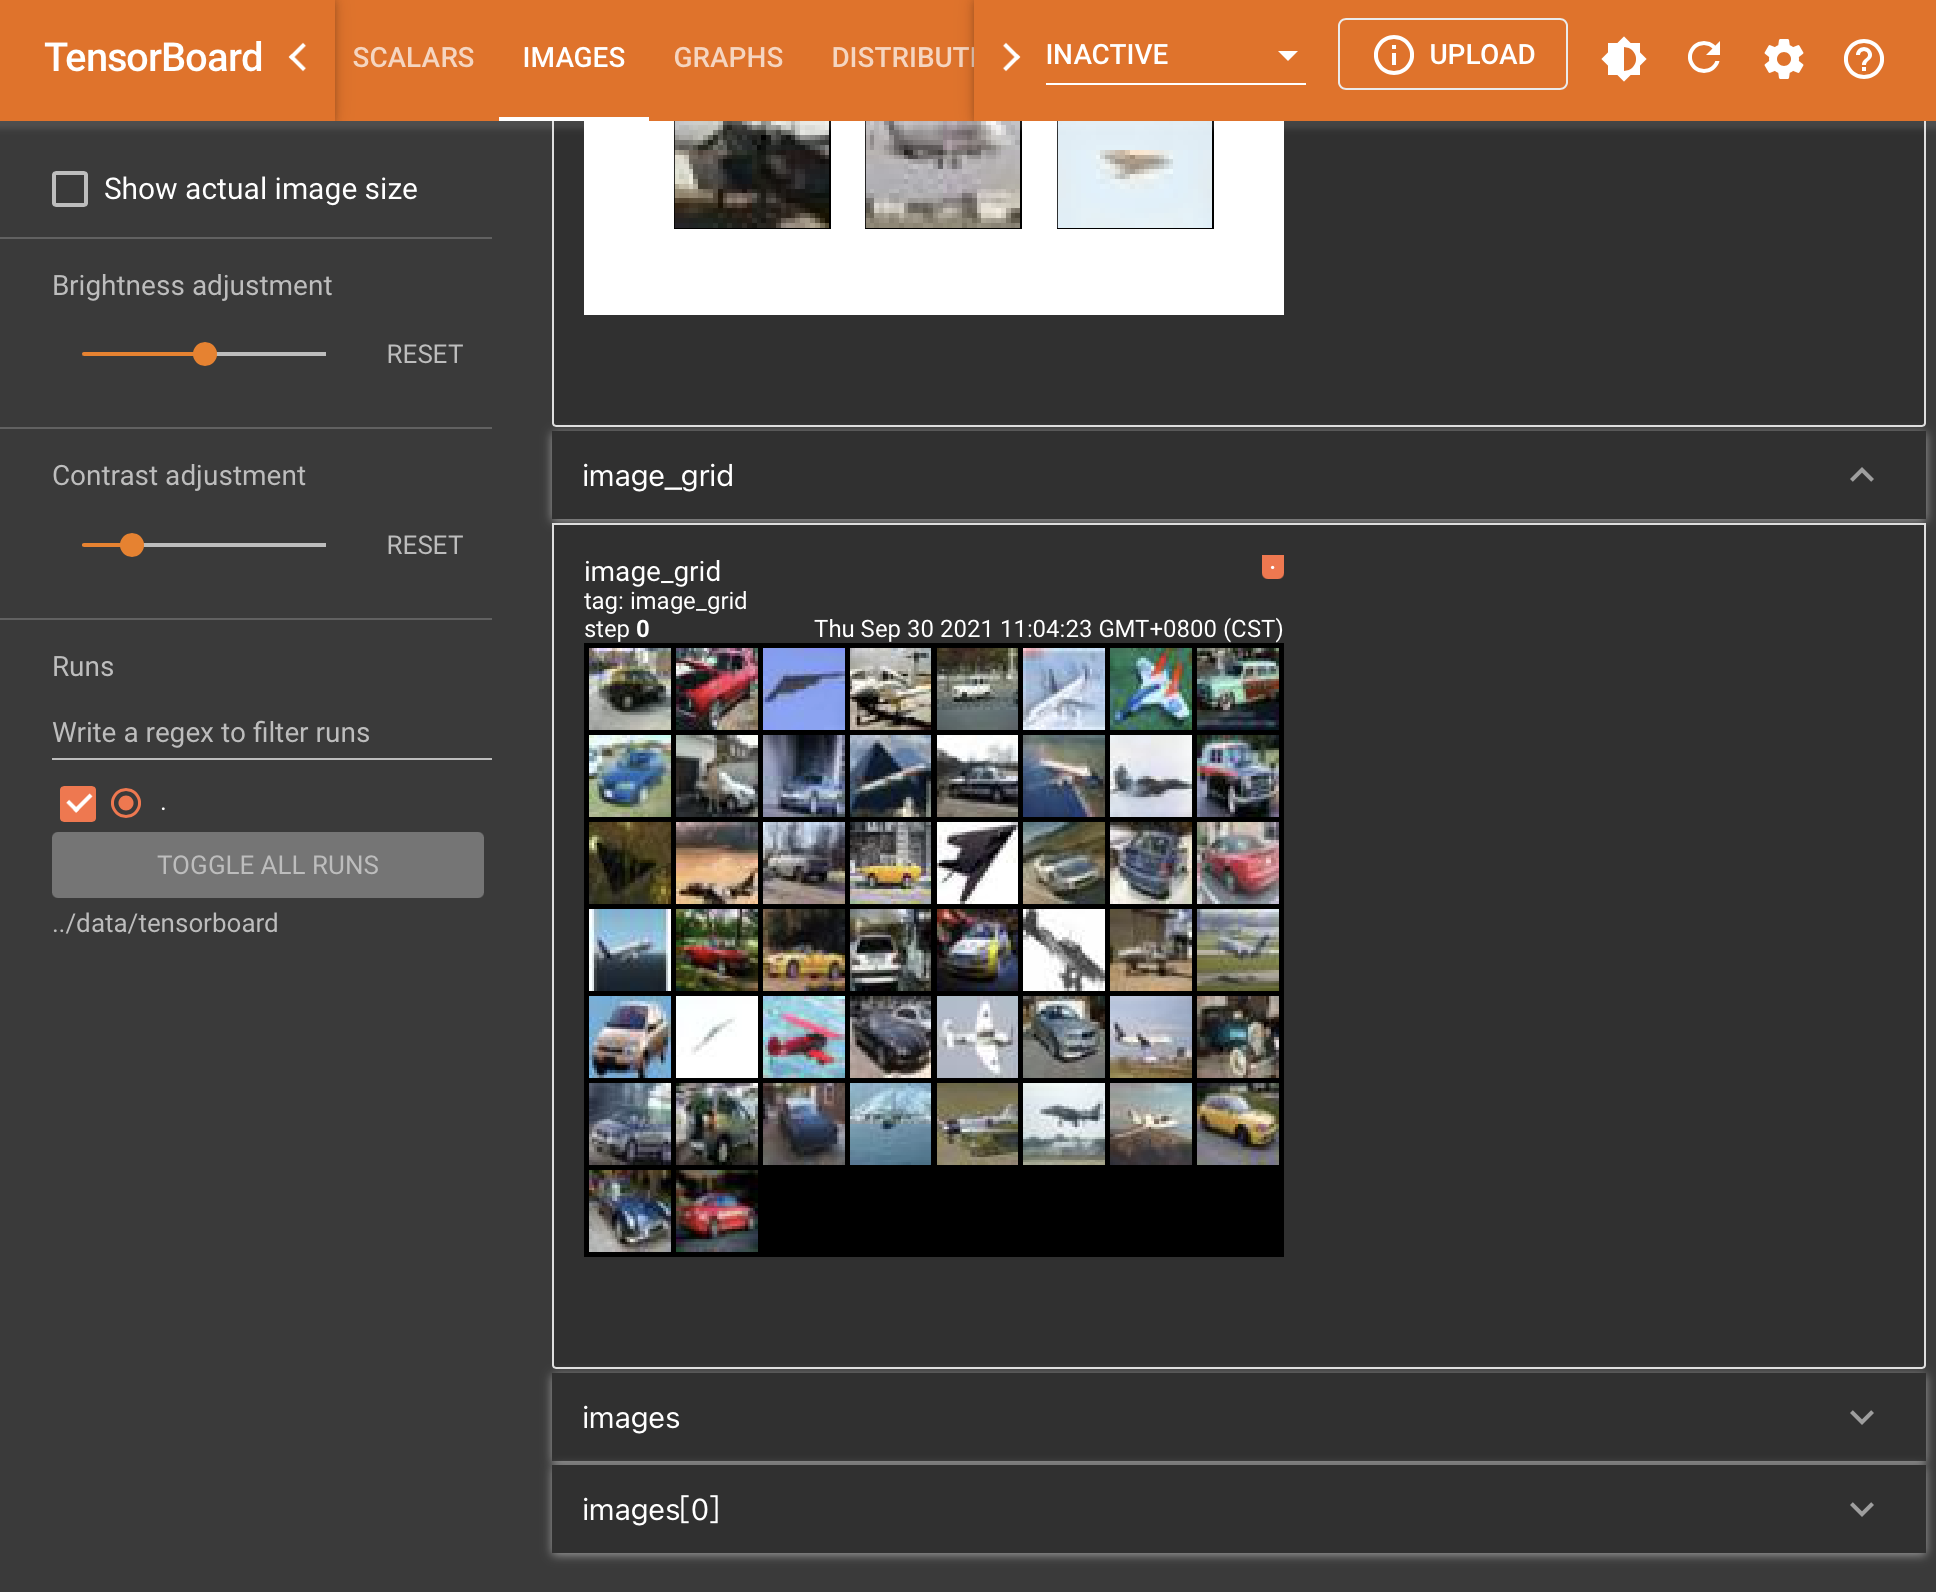 TensorBoard
SCALARS
IMAGES
GRAPHS
DISTRIBUTI
INACTIVE
UPLOAD
Show actual image size
Brightness adjustment
RESET
Contrast adjustment
RESET
Runs
Write a regex to filter runs
.
TOGGLE ALL RUNS
../data/tensorboard
image_grid
image_grid
tag: image_grid
step 0
Thu Sep 30 2021 11:04:23 GMT+0800 (CST)
images
images[0]